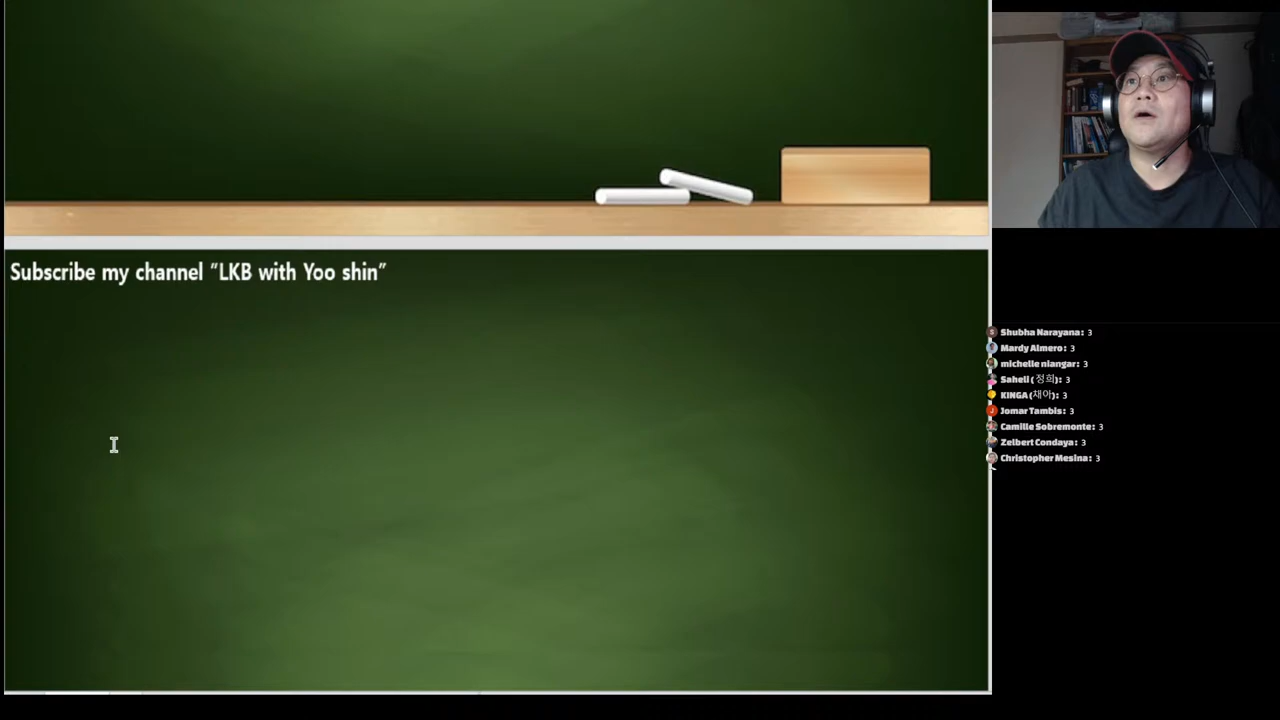 Subscribe my channel "LKB with Yoo shin"
Shubha Narayana: 3
Mardy Almero: 3
michelle niangar: 3
Saheli (정희): 3
KINGA (채아): 3
Jomar Tambis: 3
Camille Sobremonte: 3
Zelbert Condaya: 3
Christopher Mesina: 3